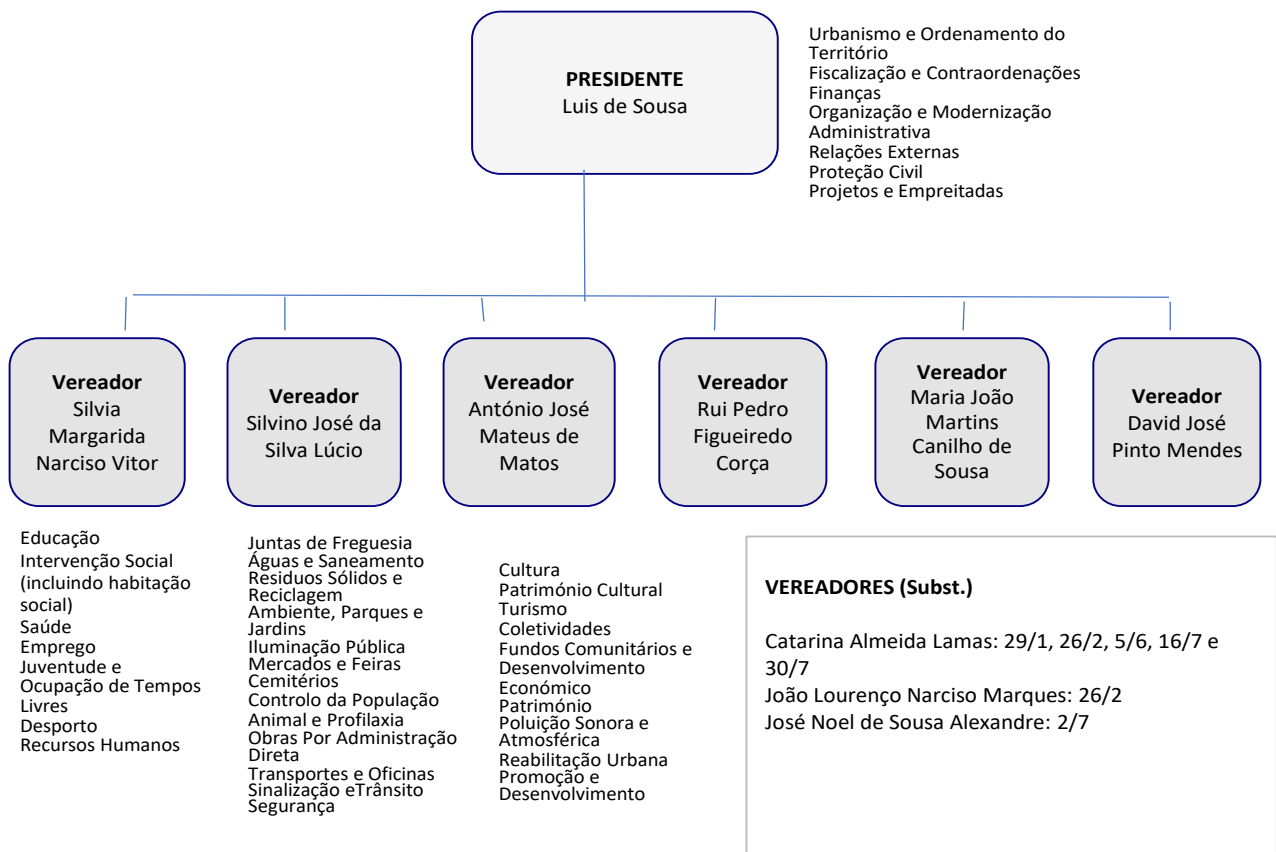 PRESIDENTE
Luis de Sousa
Urbanismo e Ordenamento do
Território
Fiscalização e Contraordenações
Finanças
Organização e Modernização
Administrativa
Relações Externas
Proteção Civil
Projetos e Empreitadas
Vereador
Silvia
Margarida
Narciso Vitor
Vereador
Silvino José da
Silva Lúcio
Vereador
António José
Mateus de
Matos
Vereador
Rui Pedro
Figueiredo
Corça
Vereador
Maria João
Martins
Canilho de
Sousa
Vereador
David José
Pinto Mendes
Educação
Intervenção Social
(incluindo habitação
social)
Saúde
Emprego
Juventude e
Ocupação de Tempos
Livres
Desporto
Recursos Humanos
Juntas de Freguesia
Águas e Saneamento
Residuos Sólidos e
Reciclagem
Ambiente, Parques e
Jardins
Iluminação Pública
Mercados e Feiras
Cemitérios
Controlo da População
Animal e Profilaxia
Obras Por Administração
Direta
Transportes e Oficinas
Sinalização eTrânsito
Segurança
Cultura
Património Cultural
Turismo
Coletividades
Fundos Comunitários e
Desenvolvimento
Económico
Património
Poluição Sonora e
Atmosférica
Reabilitação Urbana
Promoção e
Desenvolvimento
VEREADORES (Subst.)
Catarina Almeida Lamas: 29/1, 26/2, 5/6, 16/7 e
30/7
João Lourenço Narciso Marques: 26/2
José Noel de Sousa Alexandre: 2/7